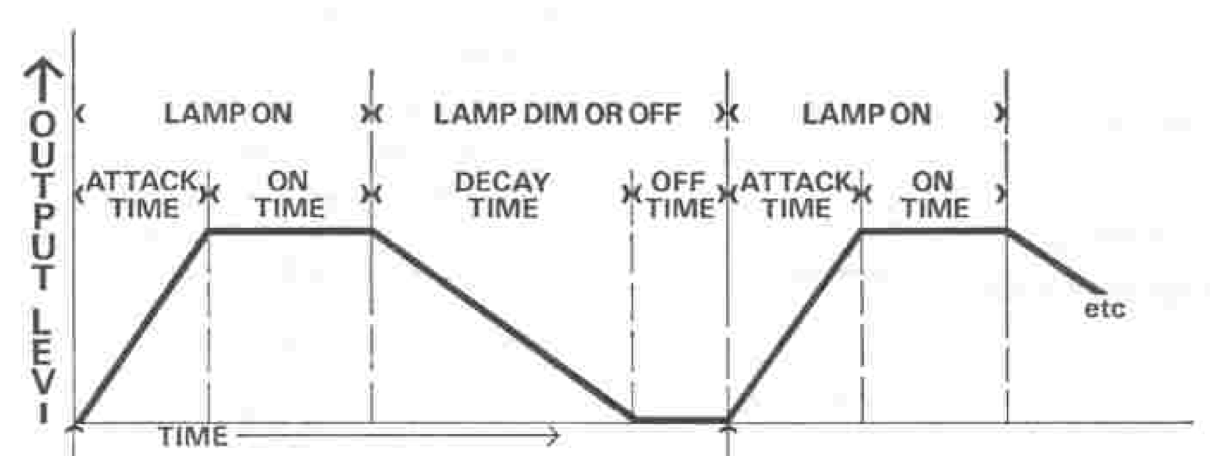 ↑OUTPUT LEVI
LAMP ON LAMP DIM OR OFF LAMP ON
ATTACK TIME
ON TIME
DECAY TIME
OFF TIME
ATTACK TIME
ON TIME
etc
TIME